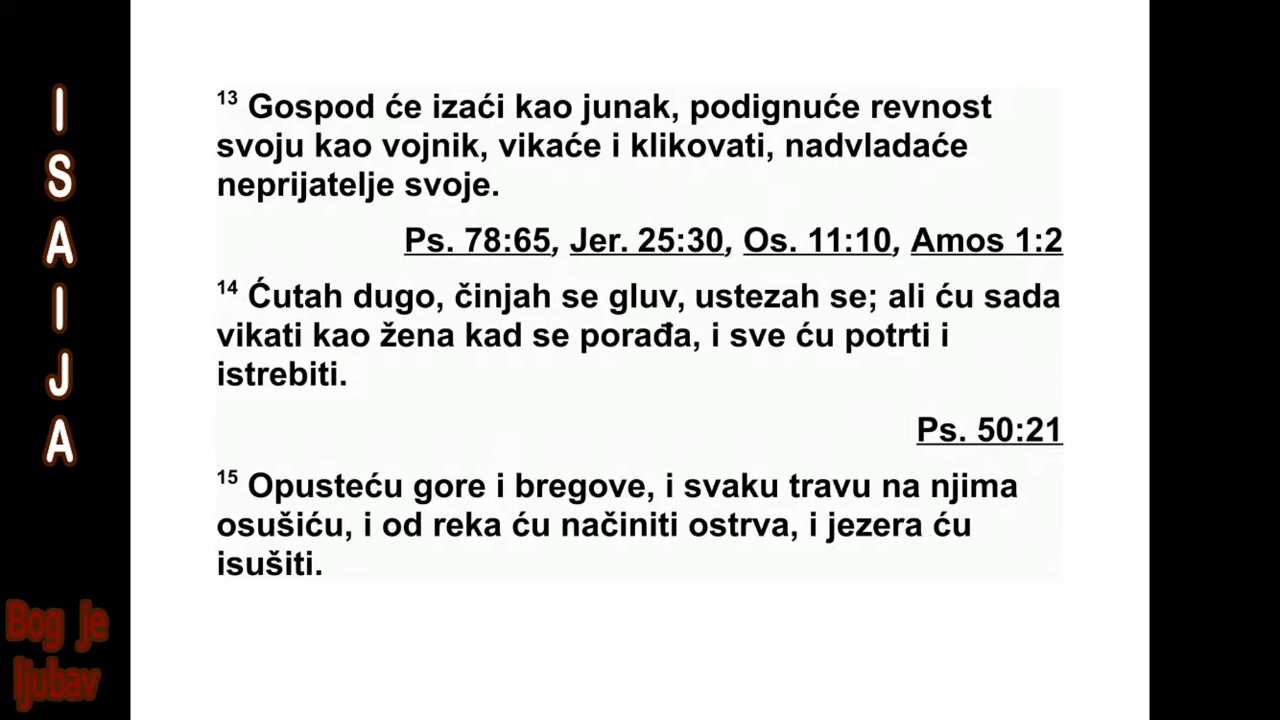 ISAIJA
13 Gospod će izaći kao junak, podignuće revnost
svoju kao vojnik, vikaće i klikovati, nadvladaće
neprijatelje svoje.
Ps. 78:65, Jer. 25:30, Os. 11:10, Amos 1:2
14 Ćutah dugo, činjah se gluv, ustezah se; ali ću sada
vikati kao žena kad se porađa, i sve ću potrti i
istrebiti.
Ps. 50:21
15 Opusteću gore i bregove, i svaku travu na njima
osušiću, i od reka ću načiniti ostrva, i jezera ću
isušiti.
Bog je
ljubav